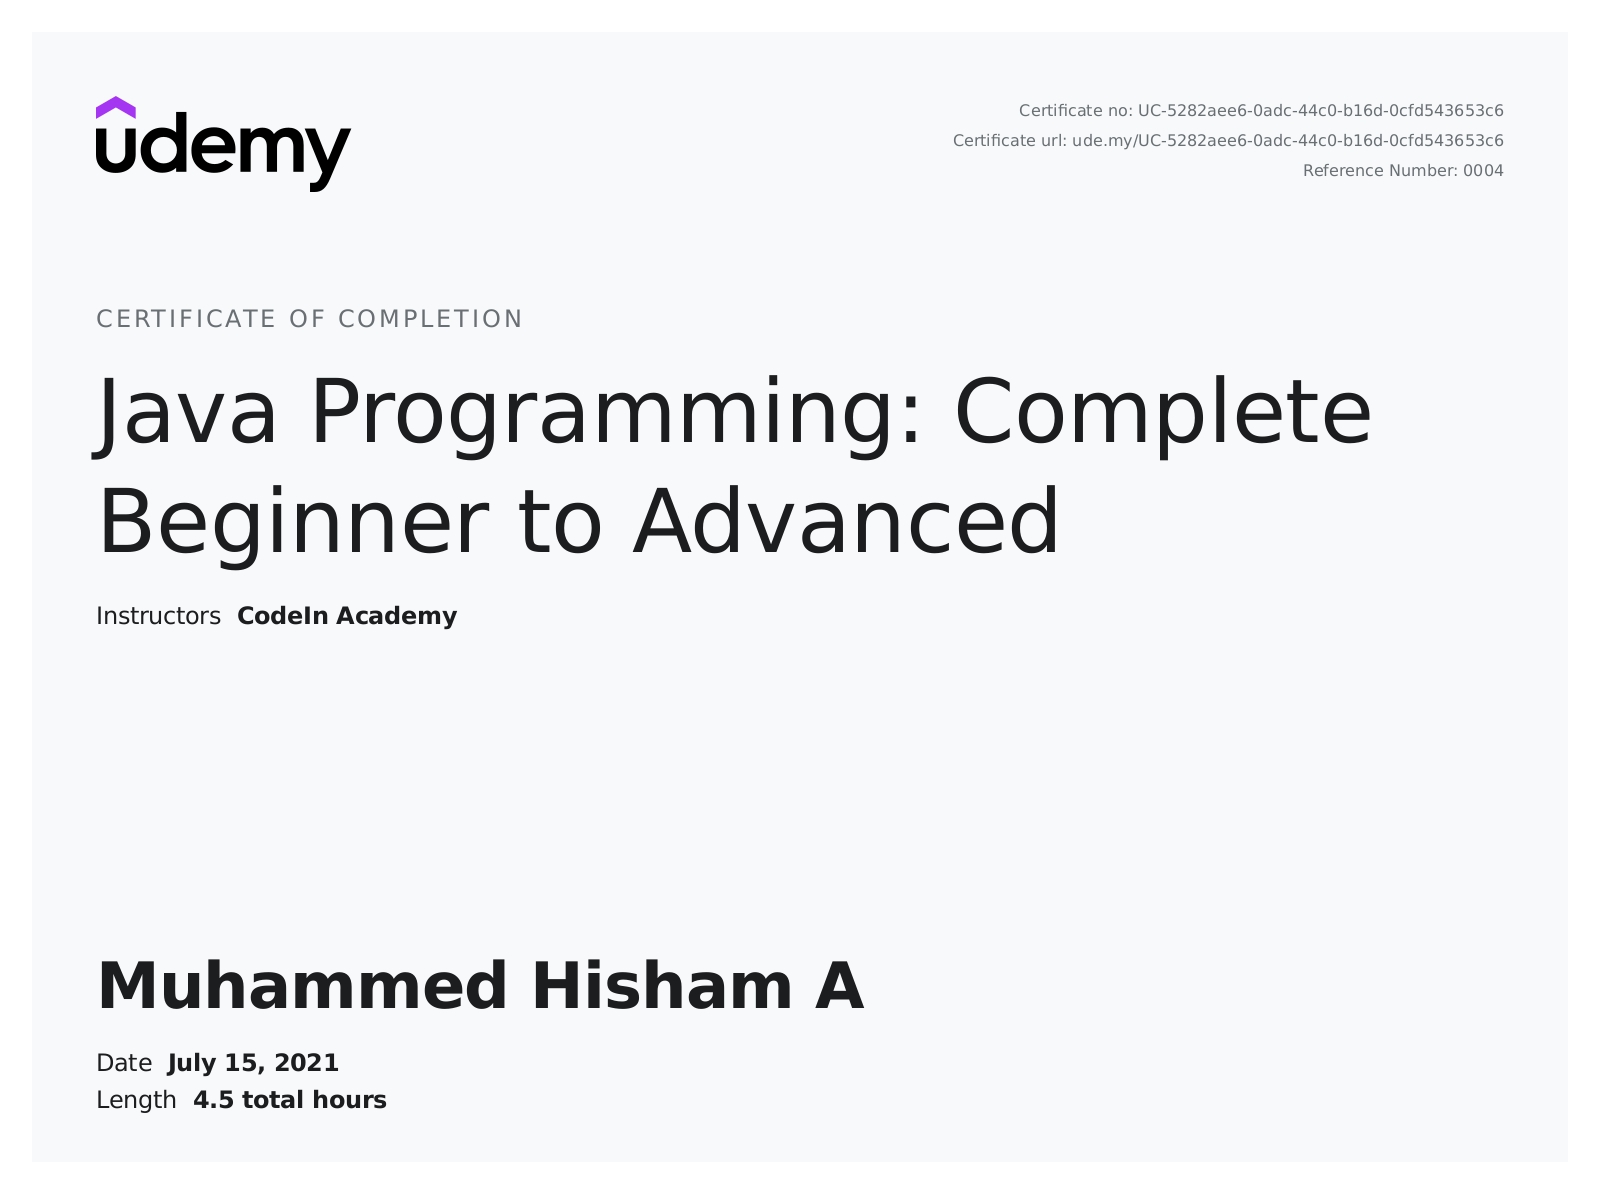 udemy
Certificate no: UC-5282aee6-0adc-44c0-b16d-0cfd543653c6
Certificate url: ude.my/UC-5282aee6-0adc-44c0-b16d-0cfd543653c6
Reference Number: 0004
CERTIFICATE OF COMPLETION
Java Programming: Complete
Beginner to Advanced
Instructors CodeIn Academy
Muhammed Hisham A
Date July 15, 2021
Length 4.5 total hours